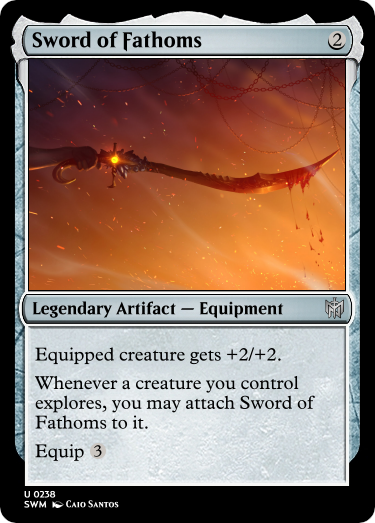 Sword of Fathoms 2
Legendary Artifact — Equipment
Equipped creature gets +2/+2.
Whenever a creature you control
explores, you may attach Sword of
Fathoms to it.
Equip 3
U 0238
SWM Caio Santos